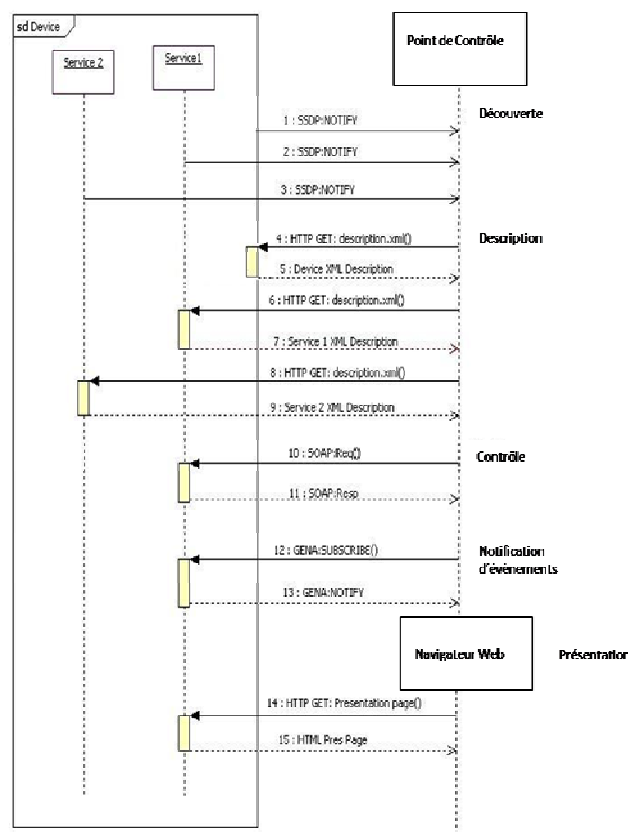 sd Device
Point de Contrôle
Service 2
Service1
1 : SSDP:NOTIFY
Découverte
2 : SSDP:NOTIFY
3 : SSDP:NOTIFY
4 : HTTP GET: description.xml()
Description
5 : Device XML Description
6 : HTTP GET: description.xml()
7 : Service 1 XML Description
8 : HTTP GET: description.xml()
9 : Service 2 XML Description
10 : SOAP:Req()
Contrôle
11 : SOAP:Resp
12 : GENA:SUBSCRIBE()
Notification
d'événements
13 : GENA:NOTIFY
Navigateur Web
Présentation
14 : HTTP GET: Presentation page()
15 : HTML Pres Page